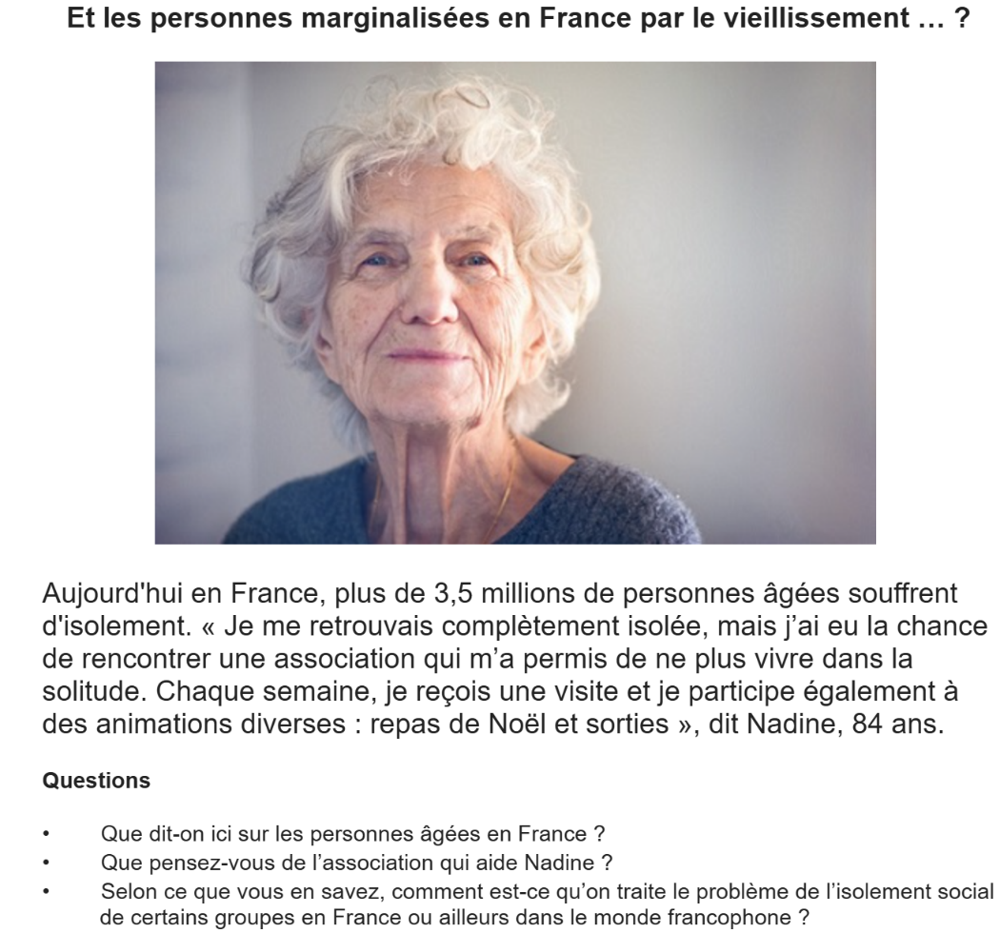 Et les personnes marginalisées en France par le vieillissement … ?
Aujourd'hui en France, plus de 3,5 millions de personnes âgées souffrent
d'isolement. « Je me retrouvais complètement isolée, mais j’ai eu la chance
de rencontrer une association qui m’a permis de ne plus vivre dans la
solitude. Chaque semaine, je reçois une visite et je participe également à
des animations diverses : repas de Noël et sorties », dit Nadine, 84 ans.
Questions
• Que dit-on ici sur les personnes âgées en France ?
• Que pensez-vous de l’association qui aide Nadine ?
• Selon ce que vous en savez, comment est-ce qu’on traite le problème de l’isolement social
de certains groupes en France ou ailleurs dans le monde francophone ?